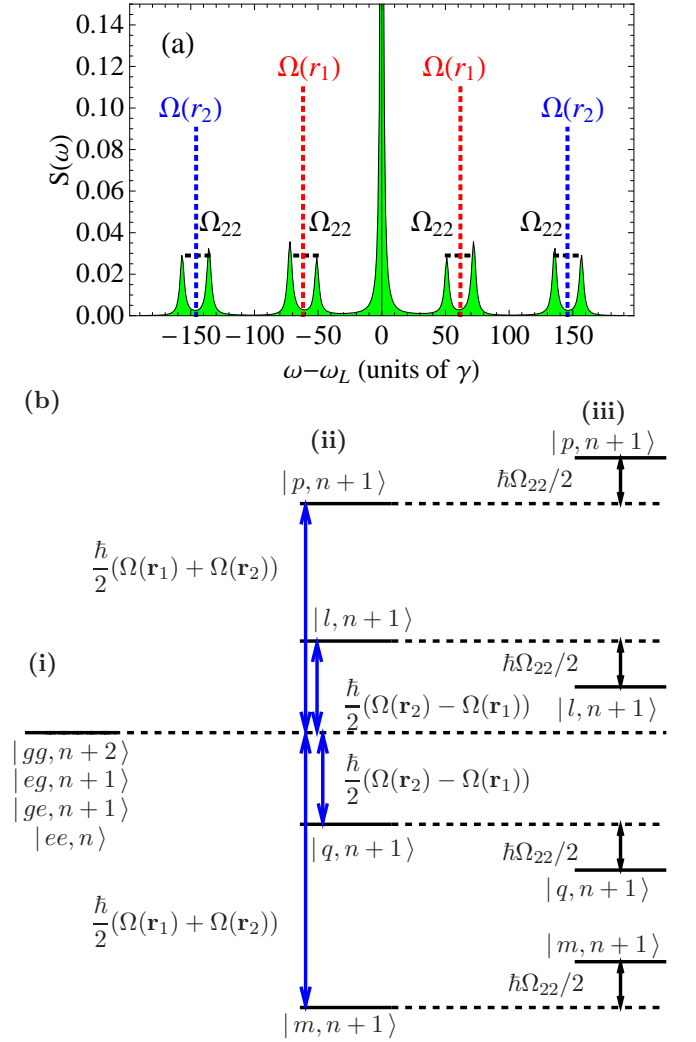 (a)
Ω(r₁) Ω(r₁)
Ω(r₂) Ω(r₂)
Ω₂₂ Ω₂₂ Ω₂₂ Ω₂₂
S(ω)
0.14
0.12
0.10
0.08
0.06
0.04
0.02
0.00
−150 −100 −50 0 50 100 150
ω−ω_L (units of γ)
(b)
(i)
| gg, n + 2 ⟩
| eg, n + 1 ⟩
| ge, n + 1 ⟩
| ee, n ⟩
(ii)
| p, n + 1 ⟩
ħ/2 (Ω(r₁) + Ω(r₂))
| l, n + 1 ⟩
ħ/2 (Ω(r₂) − Ω(r₁))
ħ/2 (Ω(r₂) − Ω(r₁))
| q, n + 1 ⟩
ħ/2 (Ω(r₁) + Ω(r₂))
| m, n + 1 ⟩
(iii)
| p, n + 1 ⟩
ħΩ₂₂/2
ħΩ₂₂/2
| l, n + 1 ⟩
ħΩ₂₂/2
| q, n + 1 ⟩
| m, n + 1 ⟩
ħΩ₂₂/2